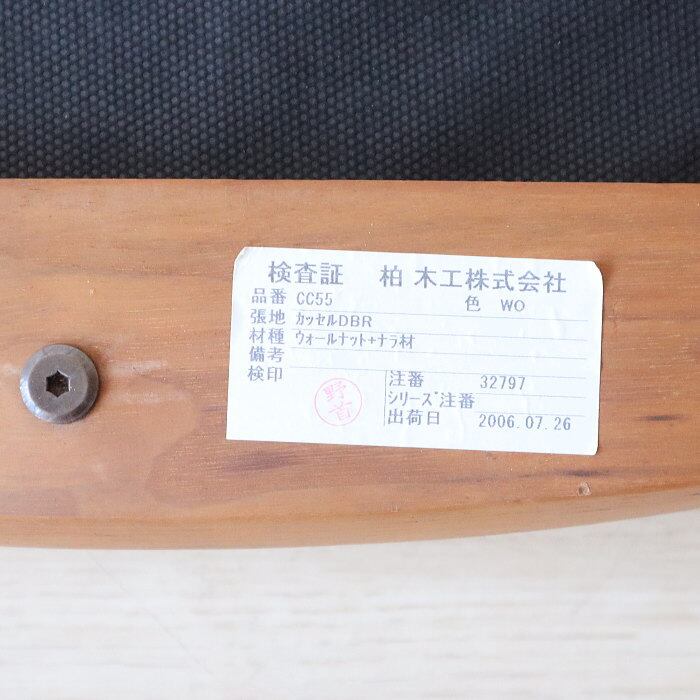 検査証 柏木工株式会社
品番 CC55 色 WO
張地 カッセルDBR
材種 ウォールナット+ナラ材
備考
検印
注番 32797
シリーズ注番
出荷日 2006.07.26